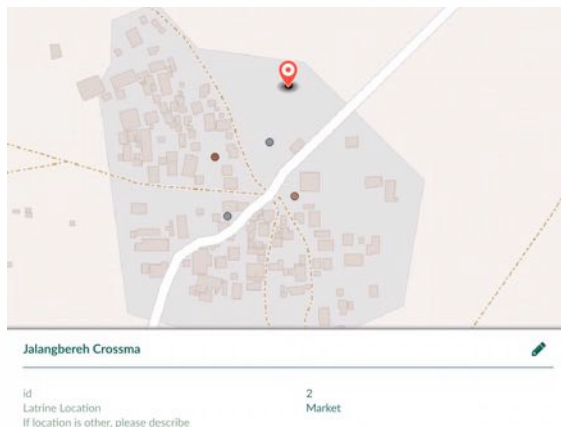 Jalangbereh Crossma
id 2
Latrine Location Market
If location is other, please describe